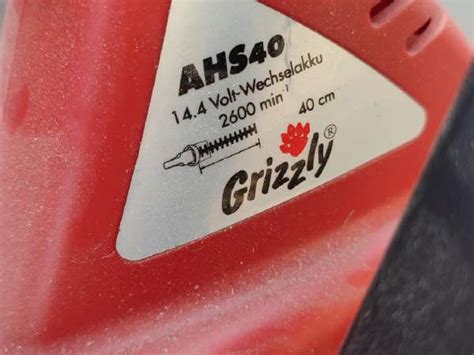 AHS40
14.4 Volt-Wechselakku
2600 min⁻¹
40 cm
Grizzly®